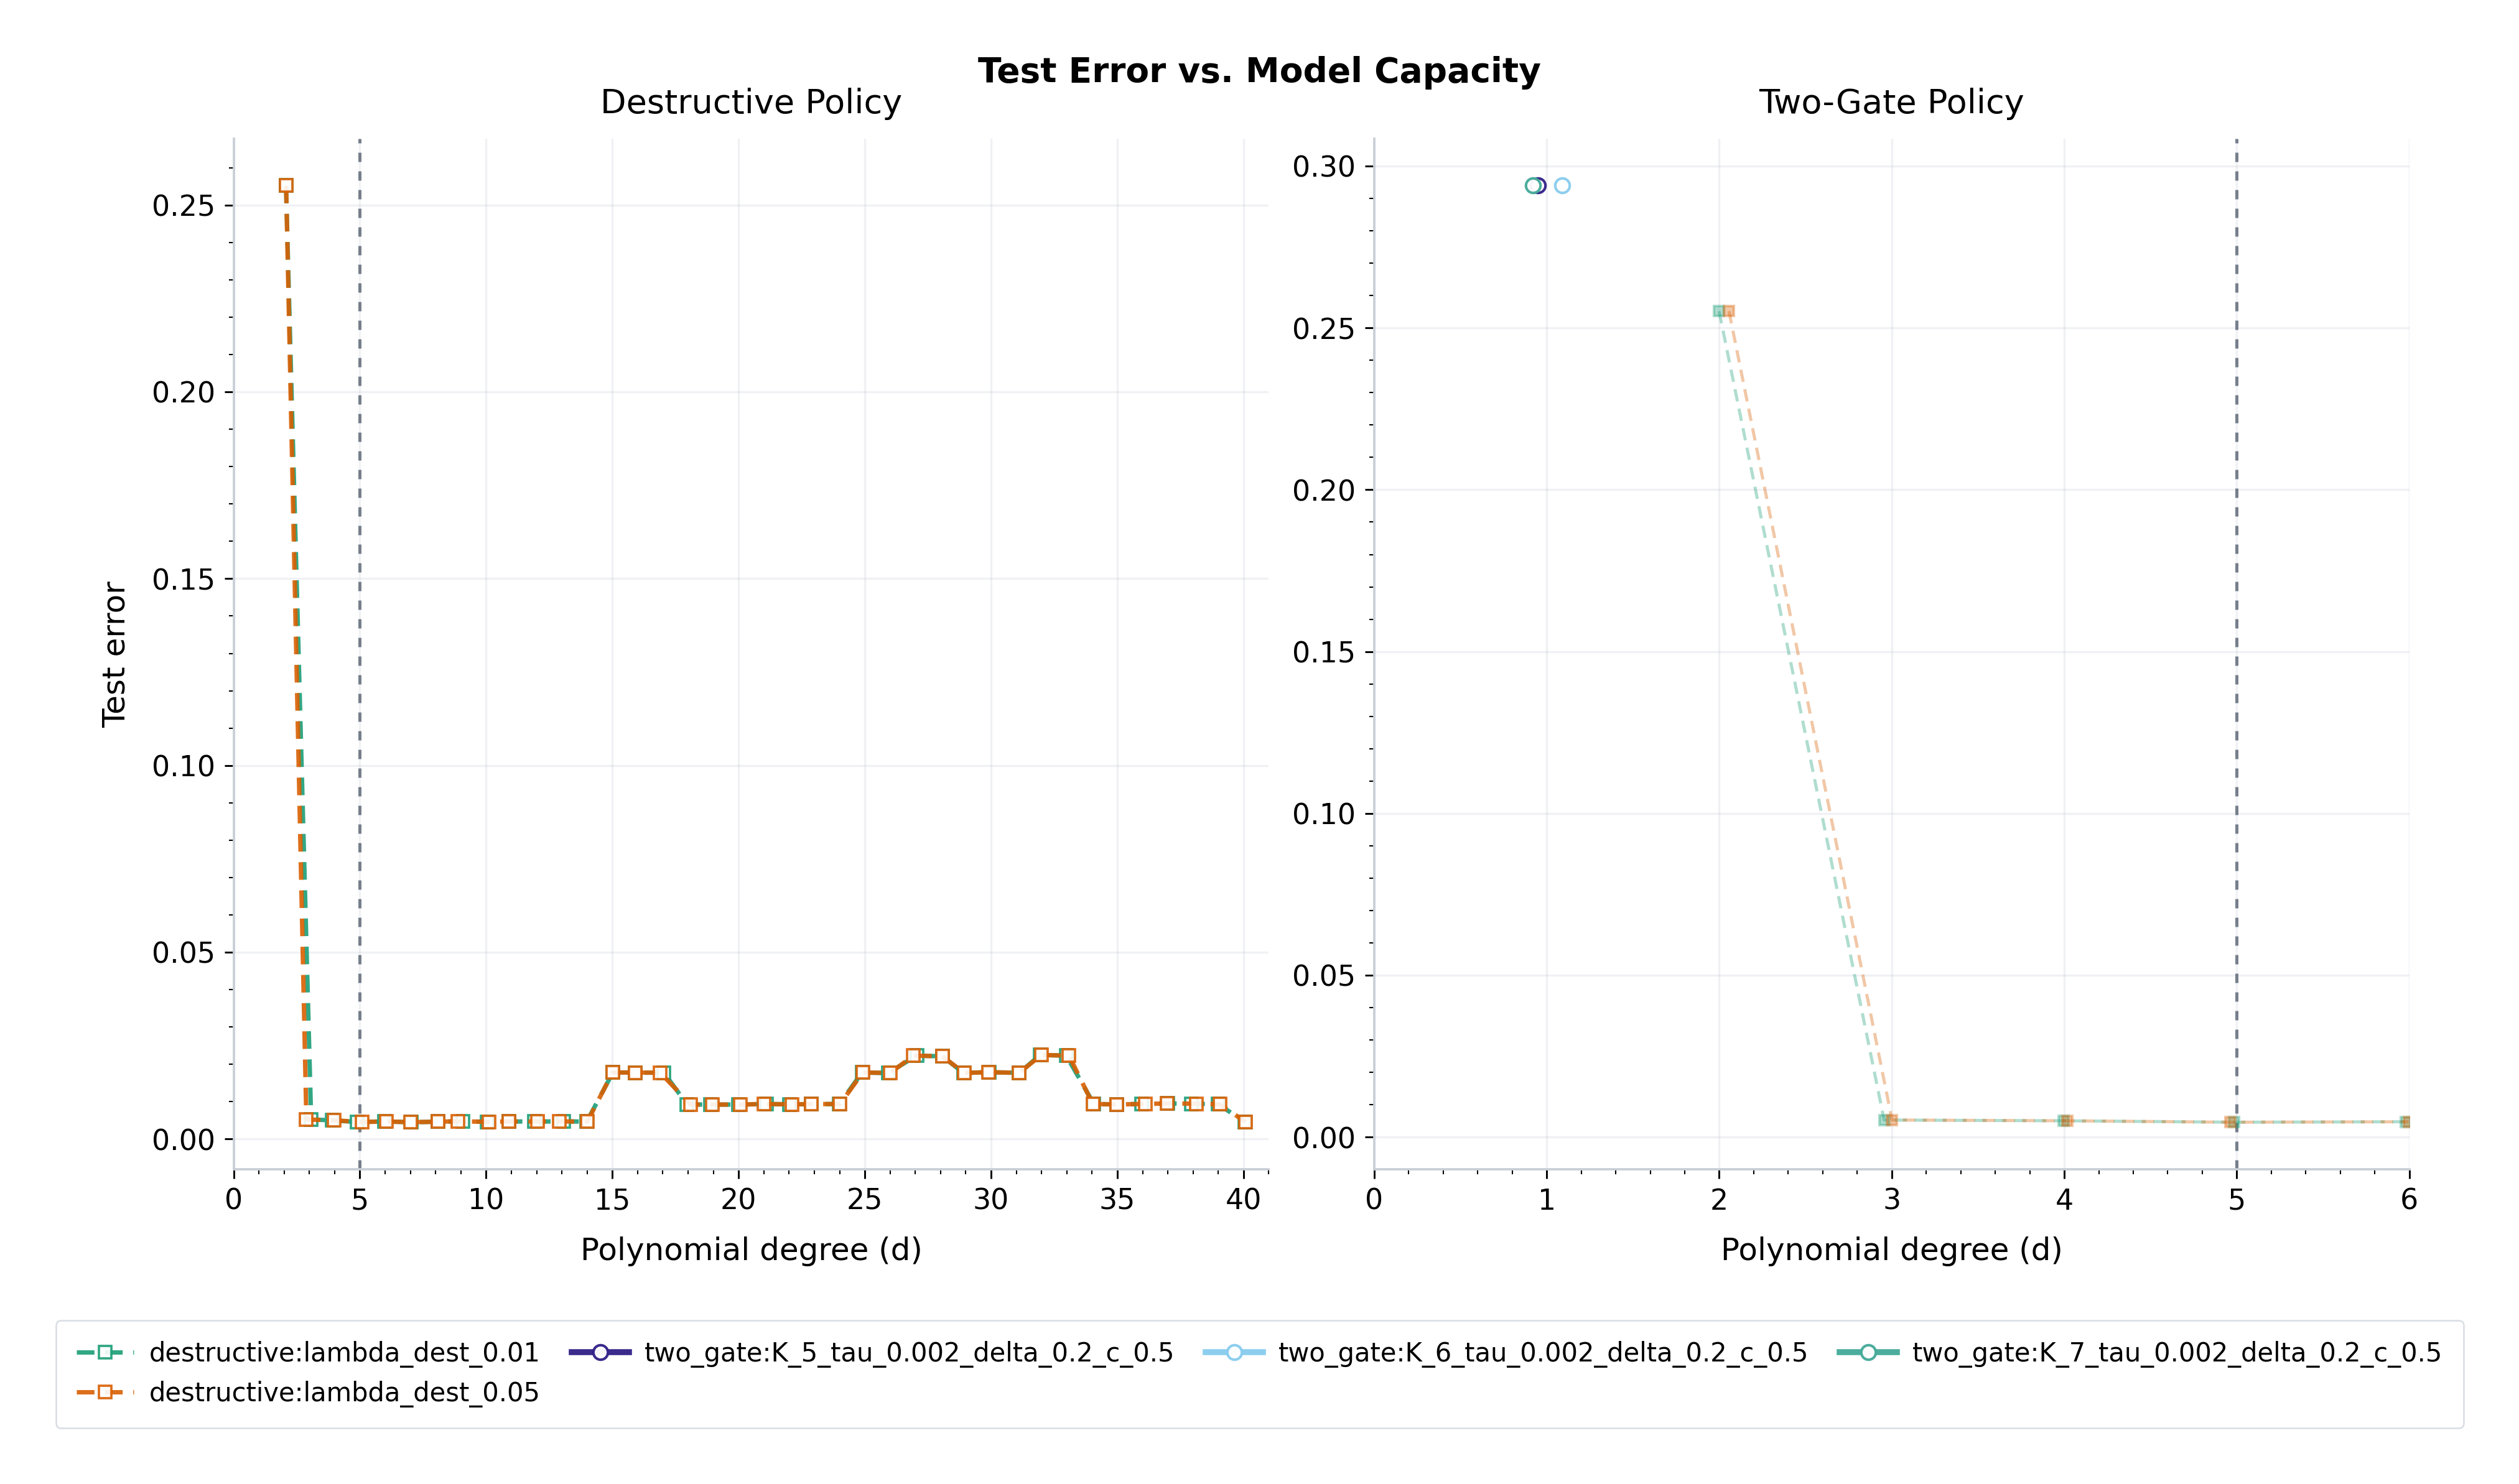 Test Error vs. Model Capacity
Destructive Policy
Two-Gate Policy
Test error
0.25
0.20
0.15
0.10
0.05
0.00
0 5 10 15 20 25 30 35 40
Polynomial degree (d)
0.30
0.25
0.20
0.15
0.10
0.05
0.00
0 1 2 3 4 5 6
Polynomial degree (d)
destructive:lambda_dest_0.01
destructive:lambda_dest_0.05
two_gate:K_5_tau_0.002_delta_0.2_c_0.5
two_gate:K_6_tau_0.002_delta_0.2_c_0.5
two_gate:K_7_tau_0.002_delta_0.2_c_0.5